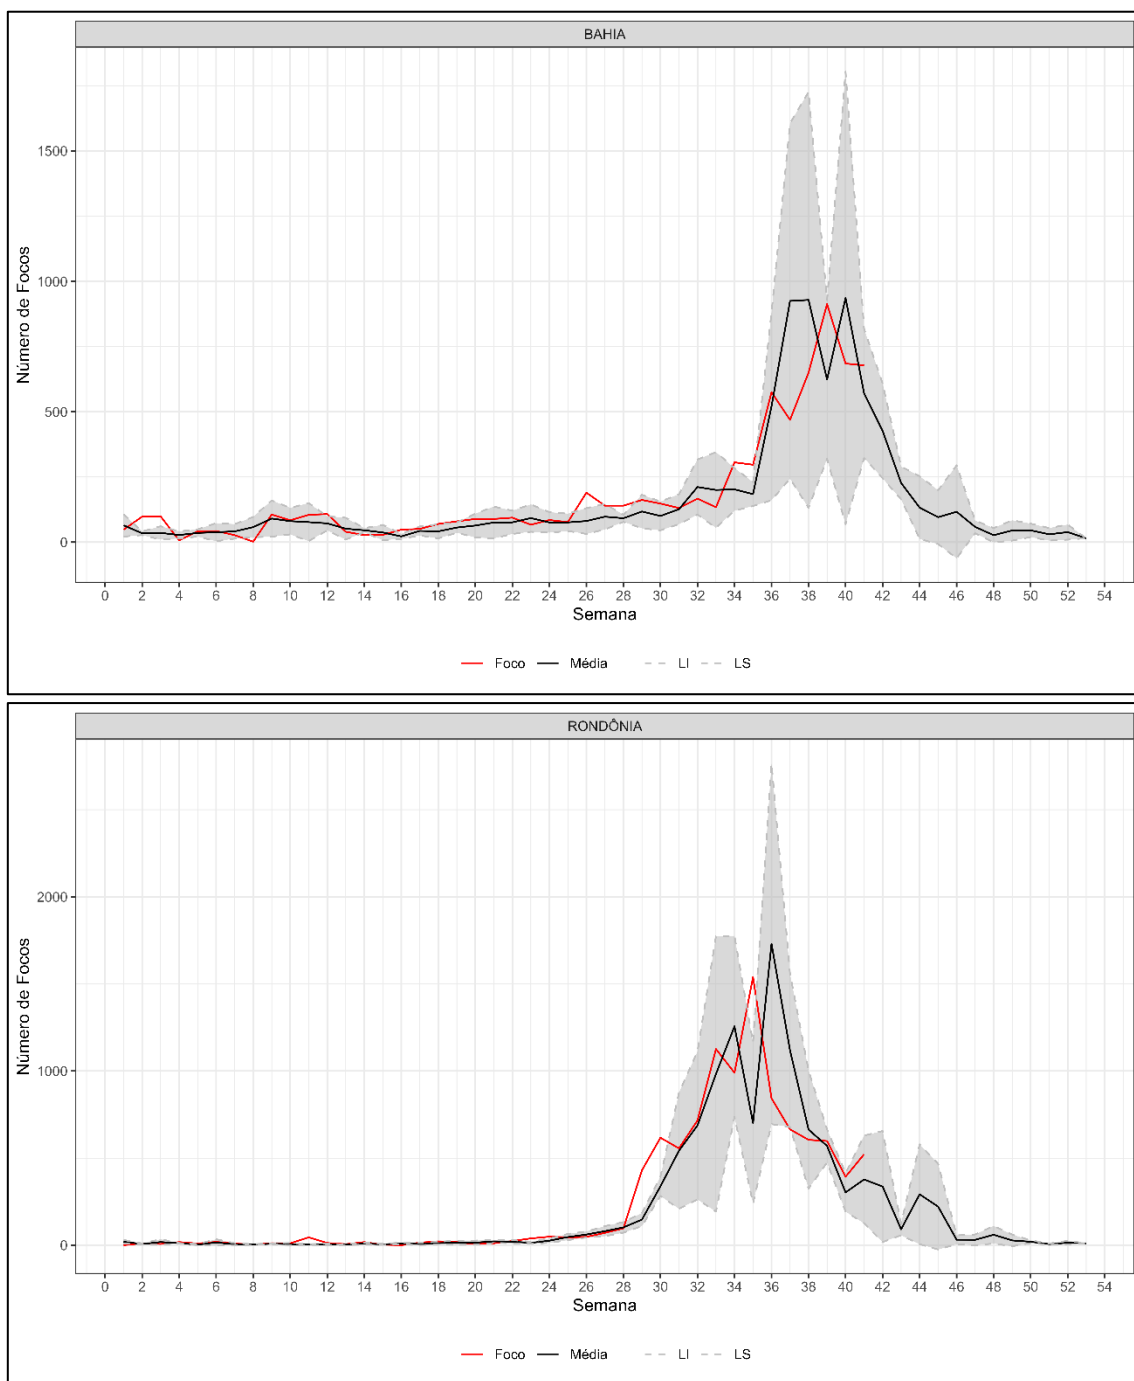 BAHIA
1500
1000
500
0
Número de Focos
0 2 4 6 8 10 12 14 16 18 20 22 24 26 28 30 32 34 36 38 40 42 44 46 48 50 52 54
Semana
Foco Média LI LS
RONDÔNIA
2000
1000
0
Número de Focos
0 2 4 6 8 10 12 14 16 18 20 22 24 26 28 30 32 34 36 38 40 42 44 46 48 50 52 54
Semana
Foco Média LI LS